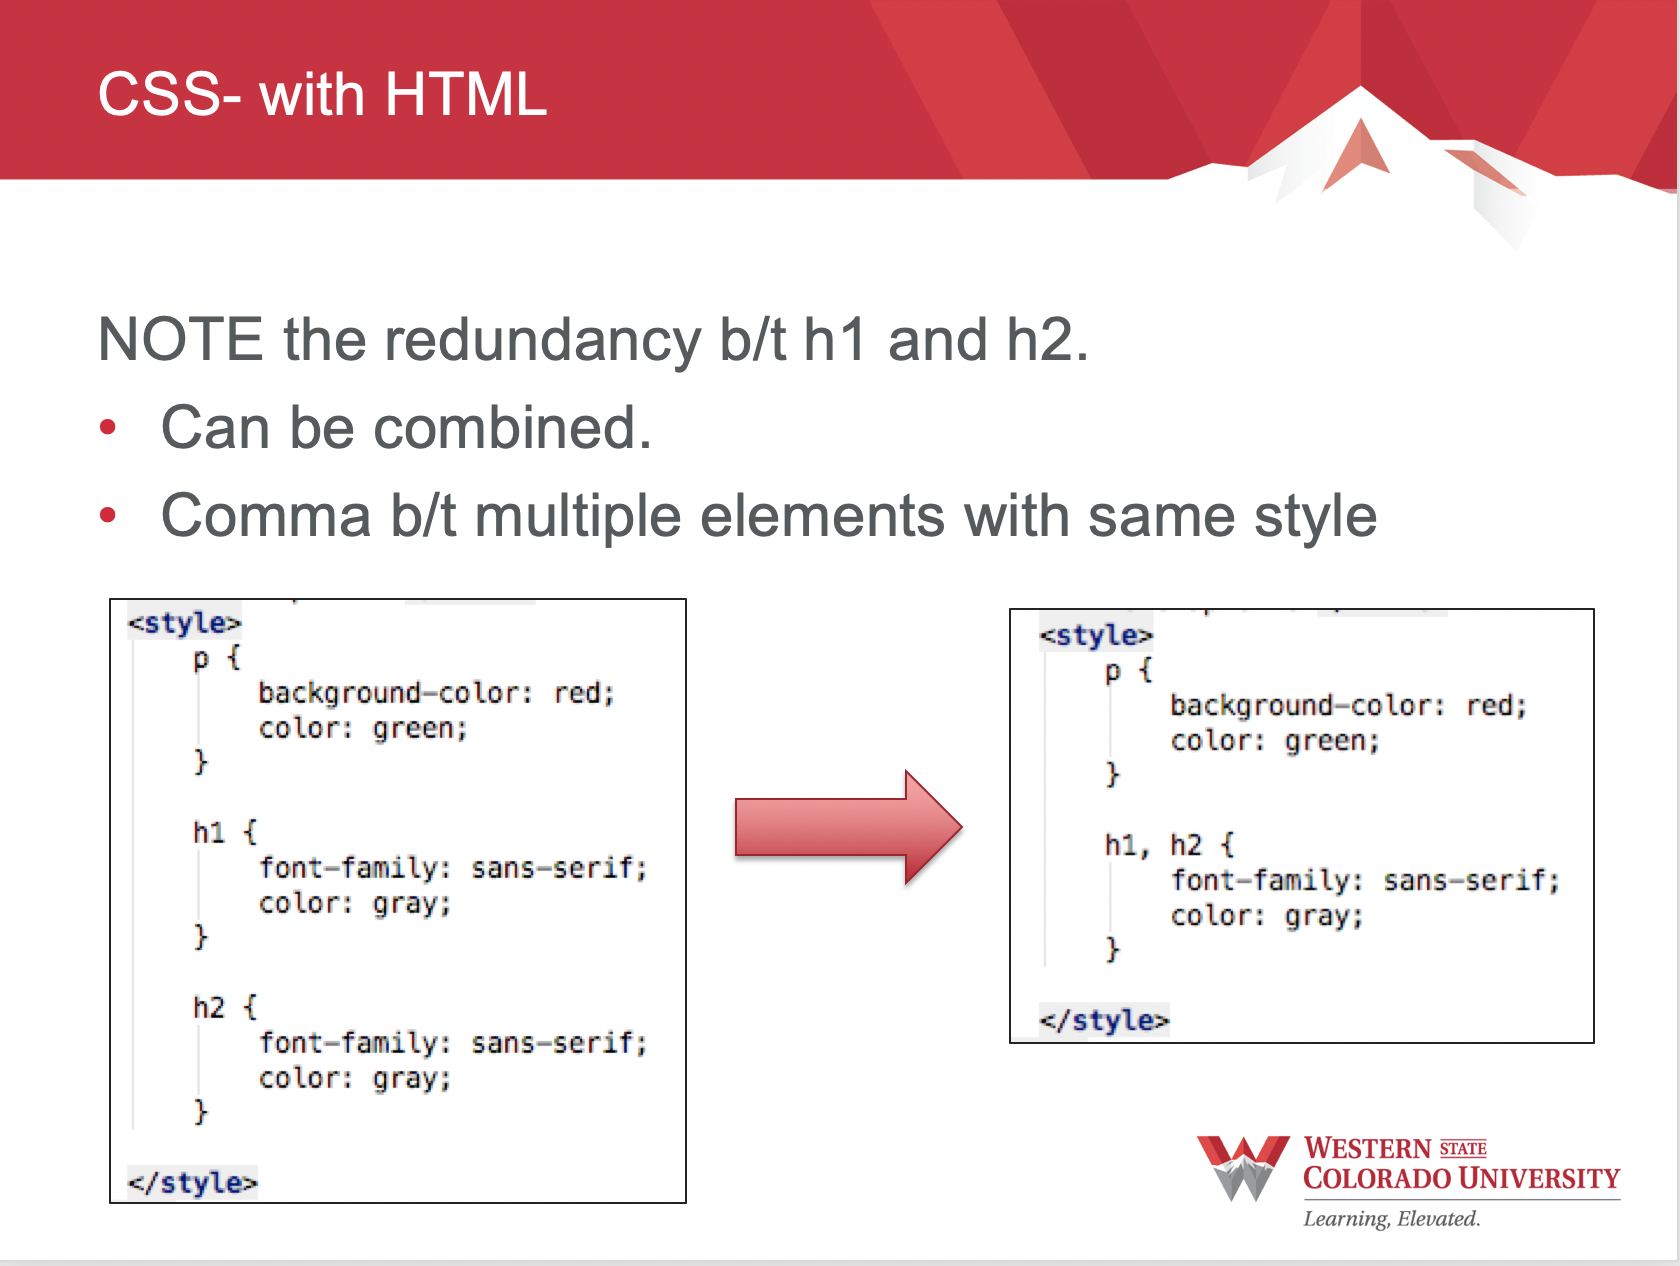 CSS- with HTML
NOTE the redundancy b/t h1 and h2.
• Can be combined.
• Comma b/t multiple elements with same style
<style>
    p {
        background-color: red;
        color: green;
    }

    h1 {
        font-family: sans-serif;
        color: gray;
    }

    h2 {
        font-family: sans-serif;
        color: gray;
    }

</style>
<style>
    p {
        background-color: red;
        color: green;
    }

    h1, h2 {
        font-family: sans-serif;
        color: gray;
    }

</style>
WESTERN STATE
COLORADO UNIVERSITY
Learning, Elevated.